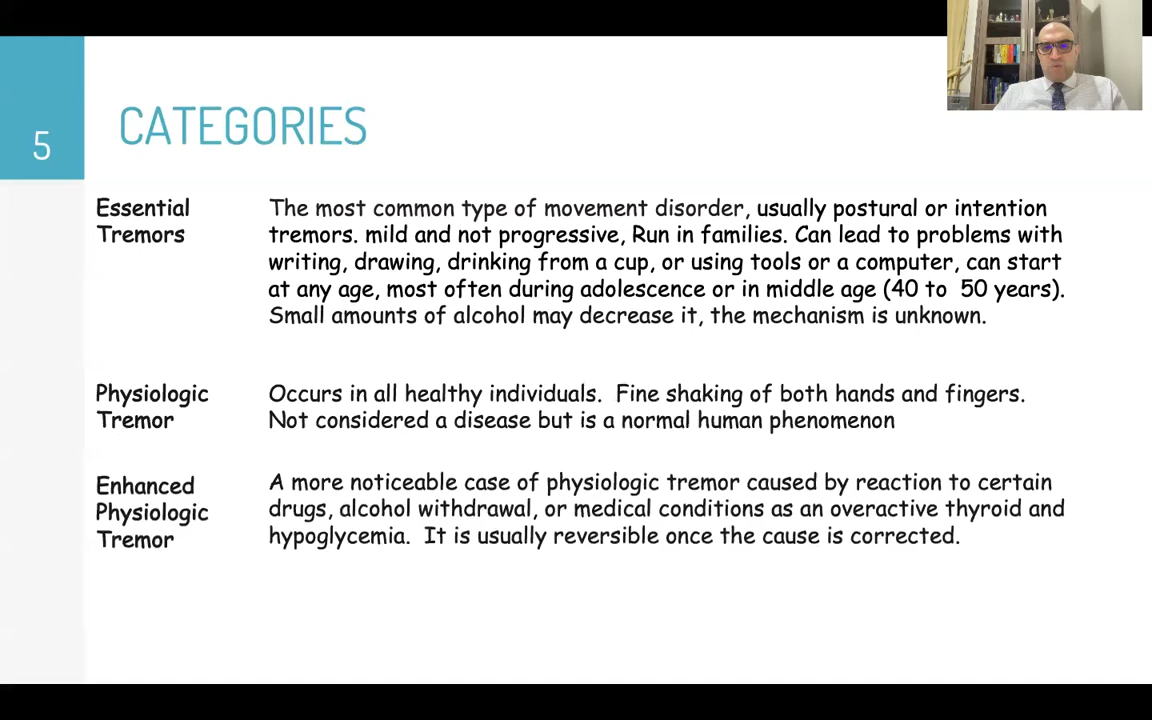 5
CATEGORIES
Essential
Tremors
The most common type of movement disorder, usually postural or intention
tremors. mild and not progressive, Run in families. Can lead to problems with
writing, drawing, drinking from a cup, or using tools or a computer, can start
at any age, most often during adolescence or in middle age (40 to  50 years).
Small amounts of alcohol may decrease it, the mechanism is unknown.
Physiologic
Tremor
Occurs in all healthy individuals.  Fine shaking of both hands and fingers.
Not considered a disease but is a normal human phenomenon
Enhanced
Physiologic
Tremor
A more noticeable case of physiologic tremor caused by reaction to certain
drugs, alcohol withdrawal, or medical conditions as an overactive thyroid and
hypoglycemia.  It is usually reversible once the cause is corrected.